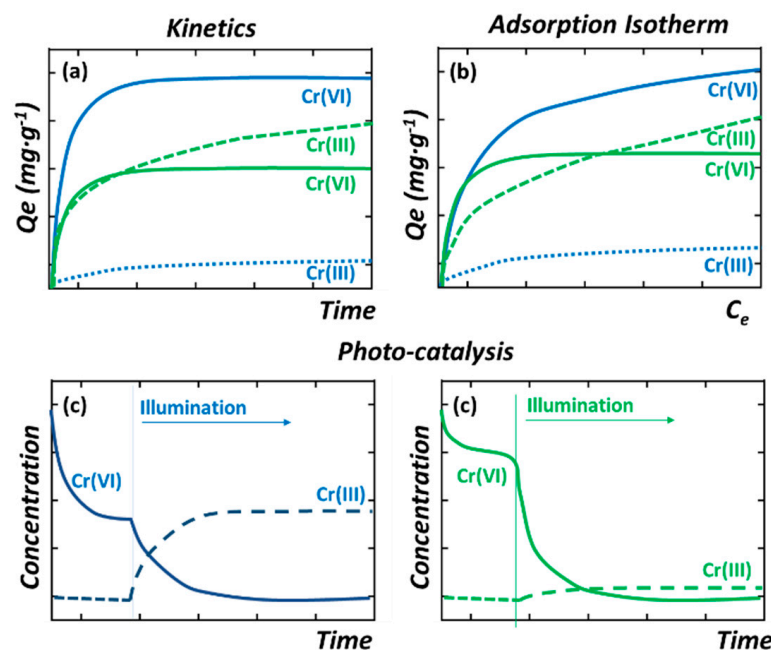 Kinetics
Adsorption Isotherm
(a)
Cr(VI)
Cr(III)
Cr(VI)
Cr(III)
Qe (mg·g⁻¹)
Time
(b)
Cr(VI)
Cr(III)
Cr(VI)
Cr(III)
Qe (mg·g⁻¹)
Cₑ
Photo-catalysis
(c)
Illumination
Cr(VI)
Cr(III)
Concentration
Time
(c)
Illumination
Cr(VI)
Cr(III)
Concentration
Time